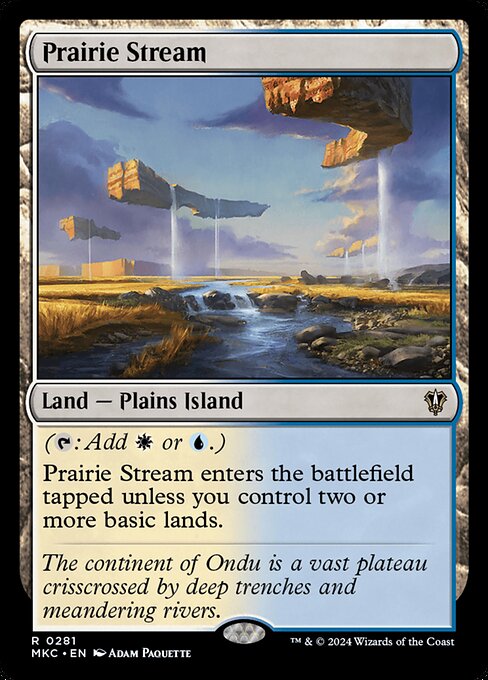 Prairie Stream
Land — Plains Island
(: Add or .)
Prairie Stream enters the battlefield
tapped unless you control two or
more basic lands.
The continent of Ondu is a vast plateau
crisscrossed by deep trenches and
meandering rivers.
R 0281
MKC • EN Adam Paquette
™ & © 2024 Wizards of the Coast